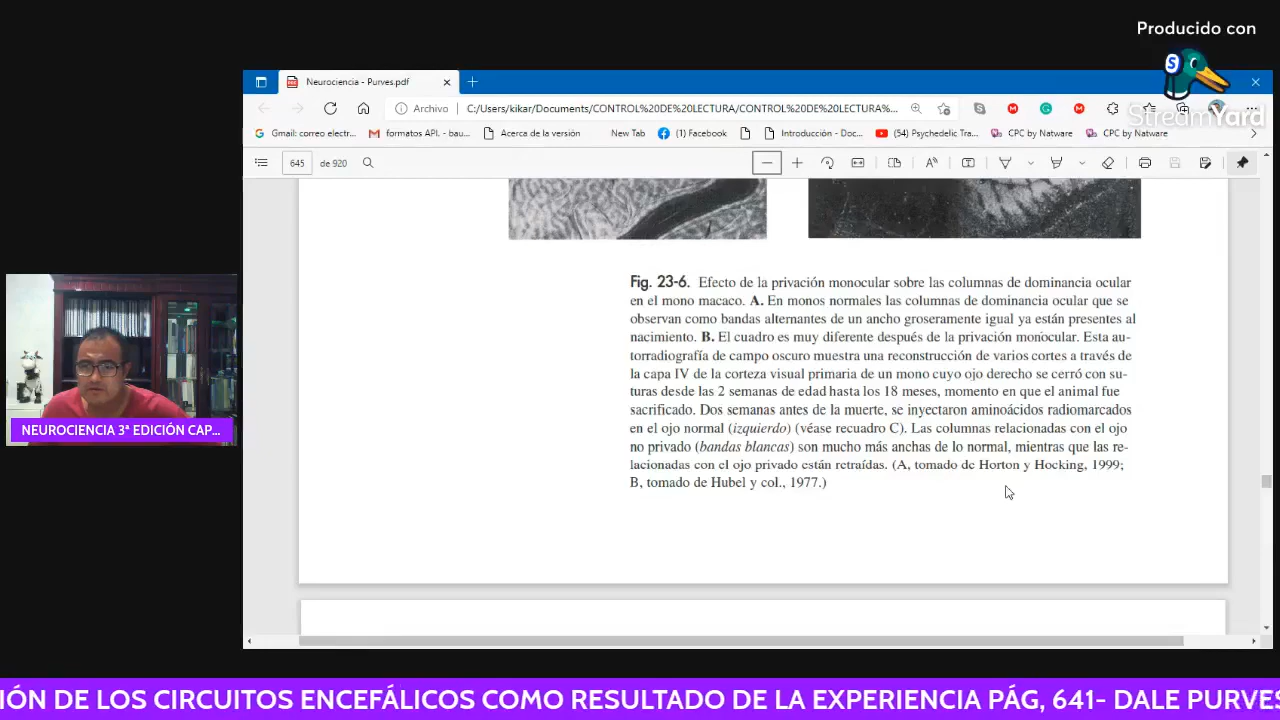 Producido con
StreamYard
Neurociencia - Purves.pdf
Archivo C:/Users/kikar/Documents/CONTROL%20DE%20LECTURA/CONTROL%20DE%20LECTURA%...
Gmail: correo electr... formatos APL - bau... Acerca de la versión New Tab (1) Facebook Introducción - Doc... (54) Psychedelic Tra... CPC by Natware CPC by Natware
645 de 920
Fig. 23-6. Efecto de la privación monocular sobre las columnas de dominancia ocular
en el mono macaco. A. En monos normales las columnas de dominancia ocular que se
observan como bandas alternantes de un ancho groseramente igual ya están presentes al
nacimiento. B. El cuadro es muy diferente después de la privación monocular. Esta au-
torradiografía de campo oscuro muestra una reconstrucción de varios cortes a través de
la capa IV de la corteza visual primaria de un mono cuyo ojo derecho se cerró con su-
turas desde las 2 semanas de edad hasta los 18 meses, momento en que el animal fue
sacrificado. Dos semanas antes de la muerte, se inyectaron aminoácidos radiomarcados
en el ojo normal (izquierdo) (véase recuadro C). Las columnas relacionadas con el ojo
no privado (bandas blancas) son mucho más anchas de lo normal, mientras que las re-
lacionadas con el ojo privado están retraídas. (A, tomado de Horton y Hocking, 1999;
B, tomado de Hubel y col., 1977.)
NEUROCIENCIA 3ª EDICIÓN CAP...
IÓN DE LOS CIRCUITOS ENCEFÁLICOS COMO RESULTADO DE LA EXPERIENCIA PÁG, 641- DALE PURVES